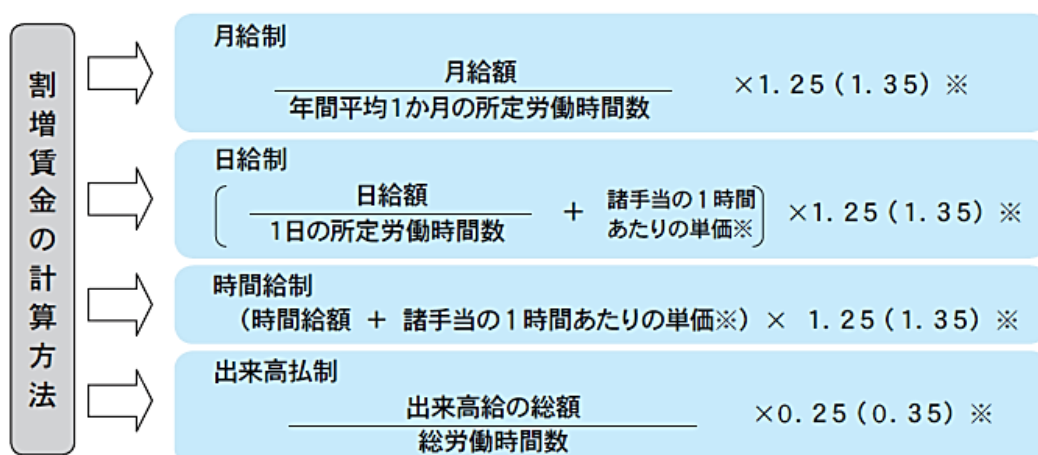 割増賃金の計算方法
月給制
月給額
年間平均1か月の所定労働時間数
×1.25(1.35)※
日給制
日給額
1日の所定労働時間数
+
諸手当の1時間
あたりの単価※
×1.25(1.35)※
時間給制
(時間給額 + 諸手当の1時間あたりの単価※) × 1.25(1.35)※
出来高払制
出来高給の総額
総労働時間数
×0.25(0.35)※